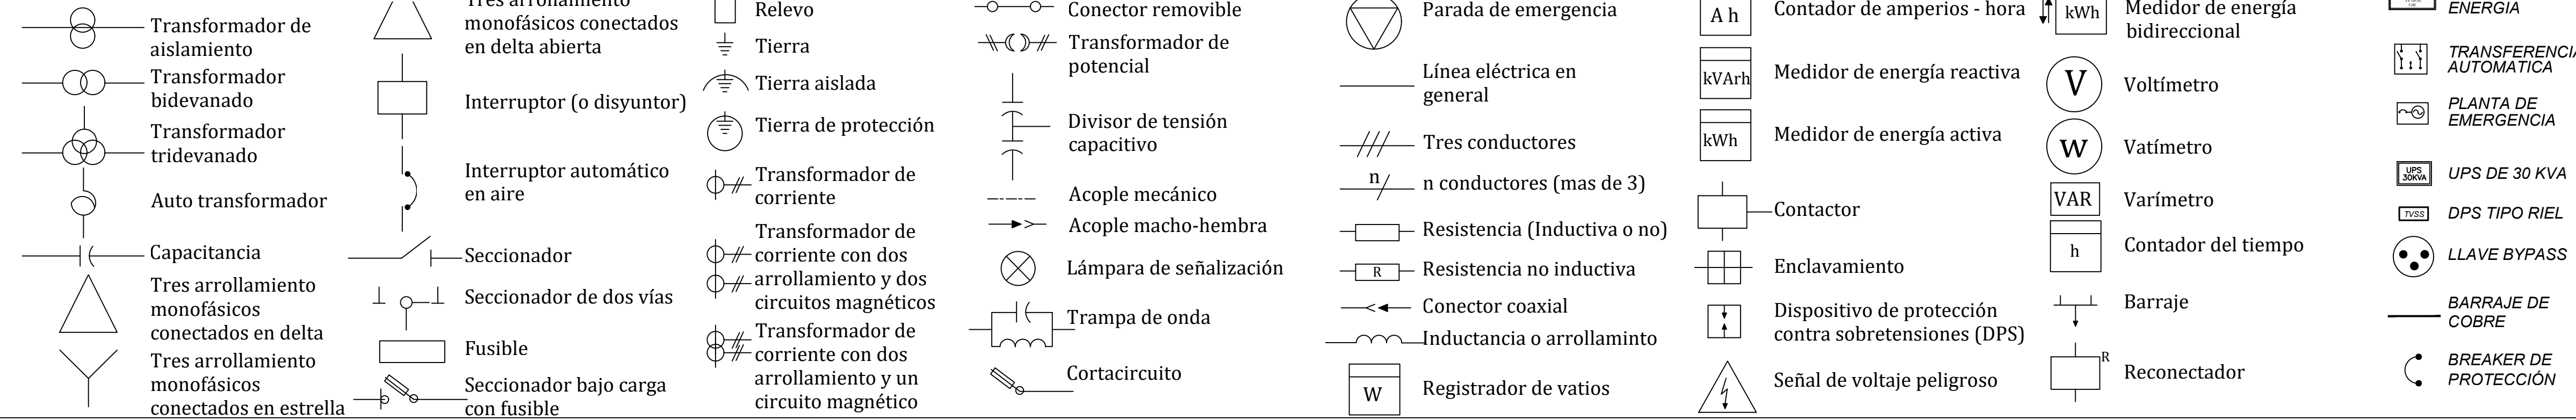 Transformador de
aislamiento
Transformador
bidevanado
Transformador
tridevanado
Auto transformador
Capacitancia
Tres arrollamiento
monofásicos
conectados en delta
Tres arrollamiento
monofásicos
conectados en estrella
Tres arrollamiento
monofásicos conectados
en delta abierta
Interruptor (o disyuntor)
Interruptor automático
en aire
Seccionador
Seccionador de dos vías
Fusible
Seccionador bajo carga
con fusible
Relevo
Tierra
Tierra aislada
Tierra de protección
Transformador de
corriente
Transformador de
corriente con dos
arrollamiento y dos
circuitos magnéticos
Transformador de
corriente con dos
arrollamiento y un
circuito magnético
Conector removible
Transformador de
potencial
Divisor de tensión
capacitivo
Acople mecánico
Acople macho-hembra
Lámpara de señalización
Trampa de onda
Cortacircuito
Parada de emergencia
Línea eléctrica en
general
Tres conductores
n
n conductores (mas de 3)
Resistencia (Inductiva o no)
R
Resistencia no inductiva
Conector coaxial
Inductancia o arrollaminto
W
Registrador de vatios
A h
Contador de amperios - hora
kVArh
Medidor de energía reactiva
kWh
Medidor de energía activa
Contactor
Enclavamiento
Dispositivo de protección
contra sobretensiones (DPS)
Señal de voltaje peligroso
kWh
Medidor de energía
bidireccional
V
Voltímetro
W
Vatímetro
VAR
Varímetro
h
Contador del tiempo
Barraje
R
Reconectador
ENERGIA
TRANSFERENCIA
AUTOMATICA
PLANTA DE
EMERGENCIA
UPS
30KVA
UPS DE 30 KVA
TVSS
DPS TIPO RIEL
LLAVE BYPASS
BARRAJE DE
COBRE
BREAKER DE
PROTECCIÓN